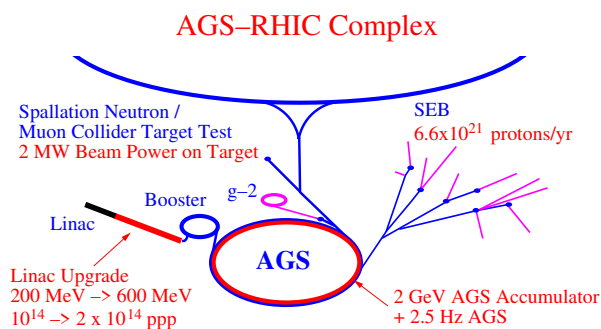 AGS–RHIC Complex
Spallation Neutron /
Muon Collider Target Test
2 MW Beam Power on Target
SEB
6.6x10²¹ protons/yr
g–2
Booster
Linac
AGS
Linac Upgrade
200 MeV –> 600 MeV
10¹⁴ –> 2 x 10¹⁴ ppp
2 GeV AGS Accumulator
+ 2.5 Hz AGS